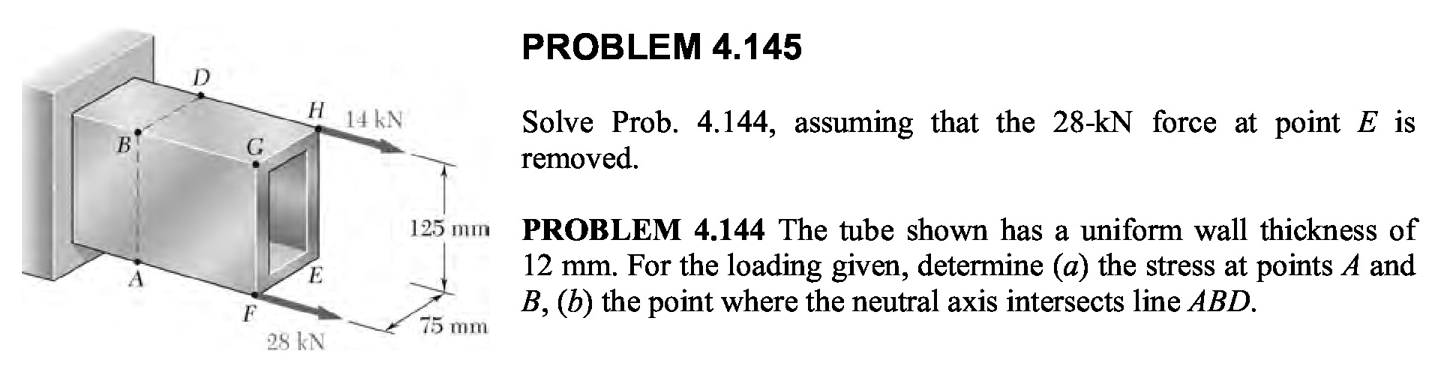 PROBLEM 4.145
Solve Prob. 4.144, assuming that the 28-kN force at point E is
removed.
PROBLEM 4.144 The tube shown has a uniform wall thickness of
12 mm. For the loading given, determine (a) the stress at points A and
B, (b) the point where the neutral axis intersects line ABD.
D
H
14 kN
B
G
125 mm
A
E
F
75 mm
28 kN